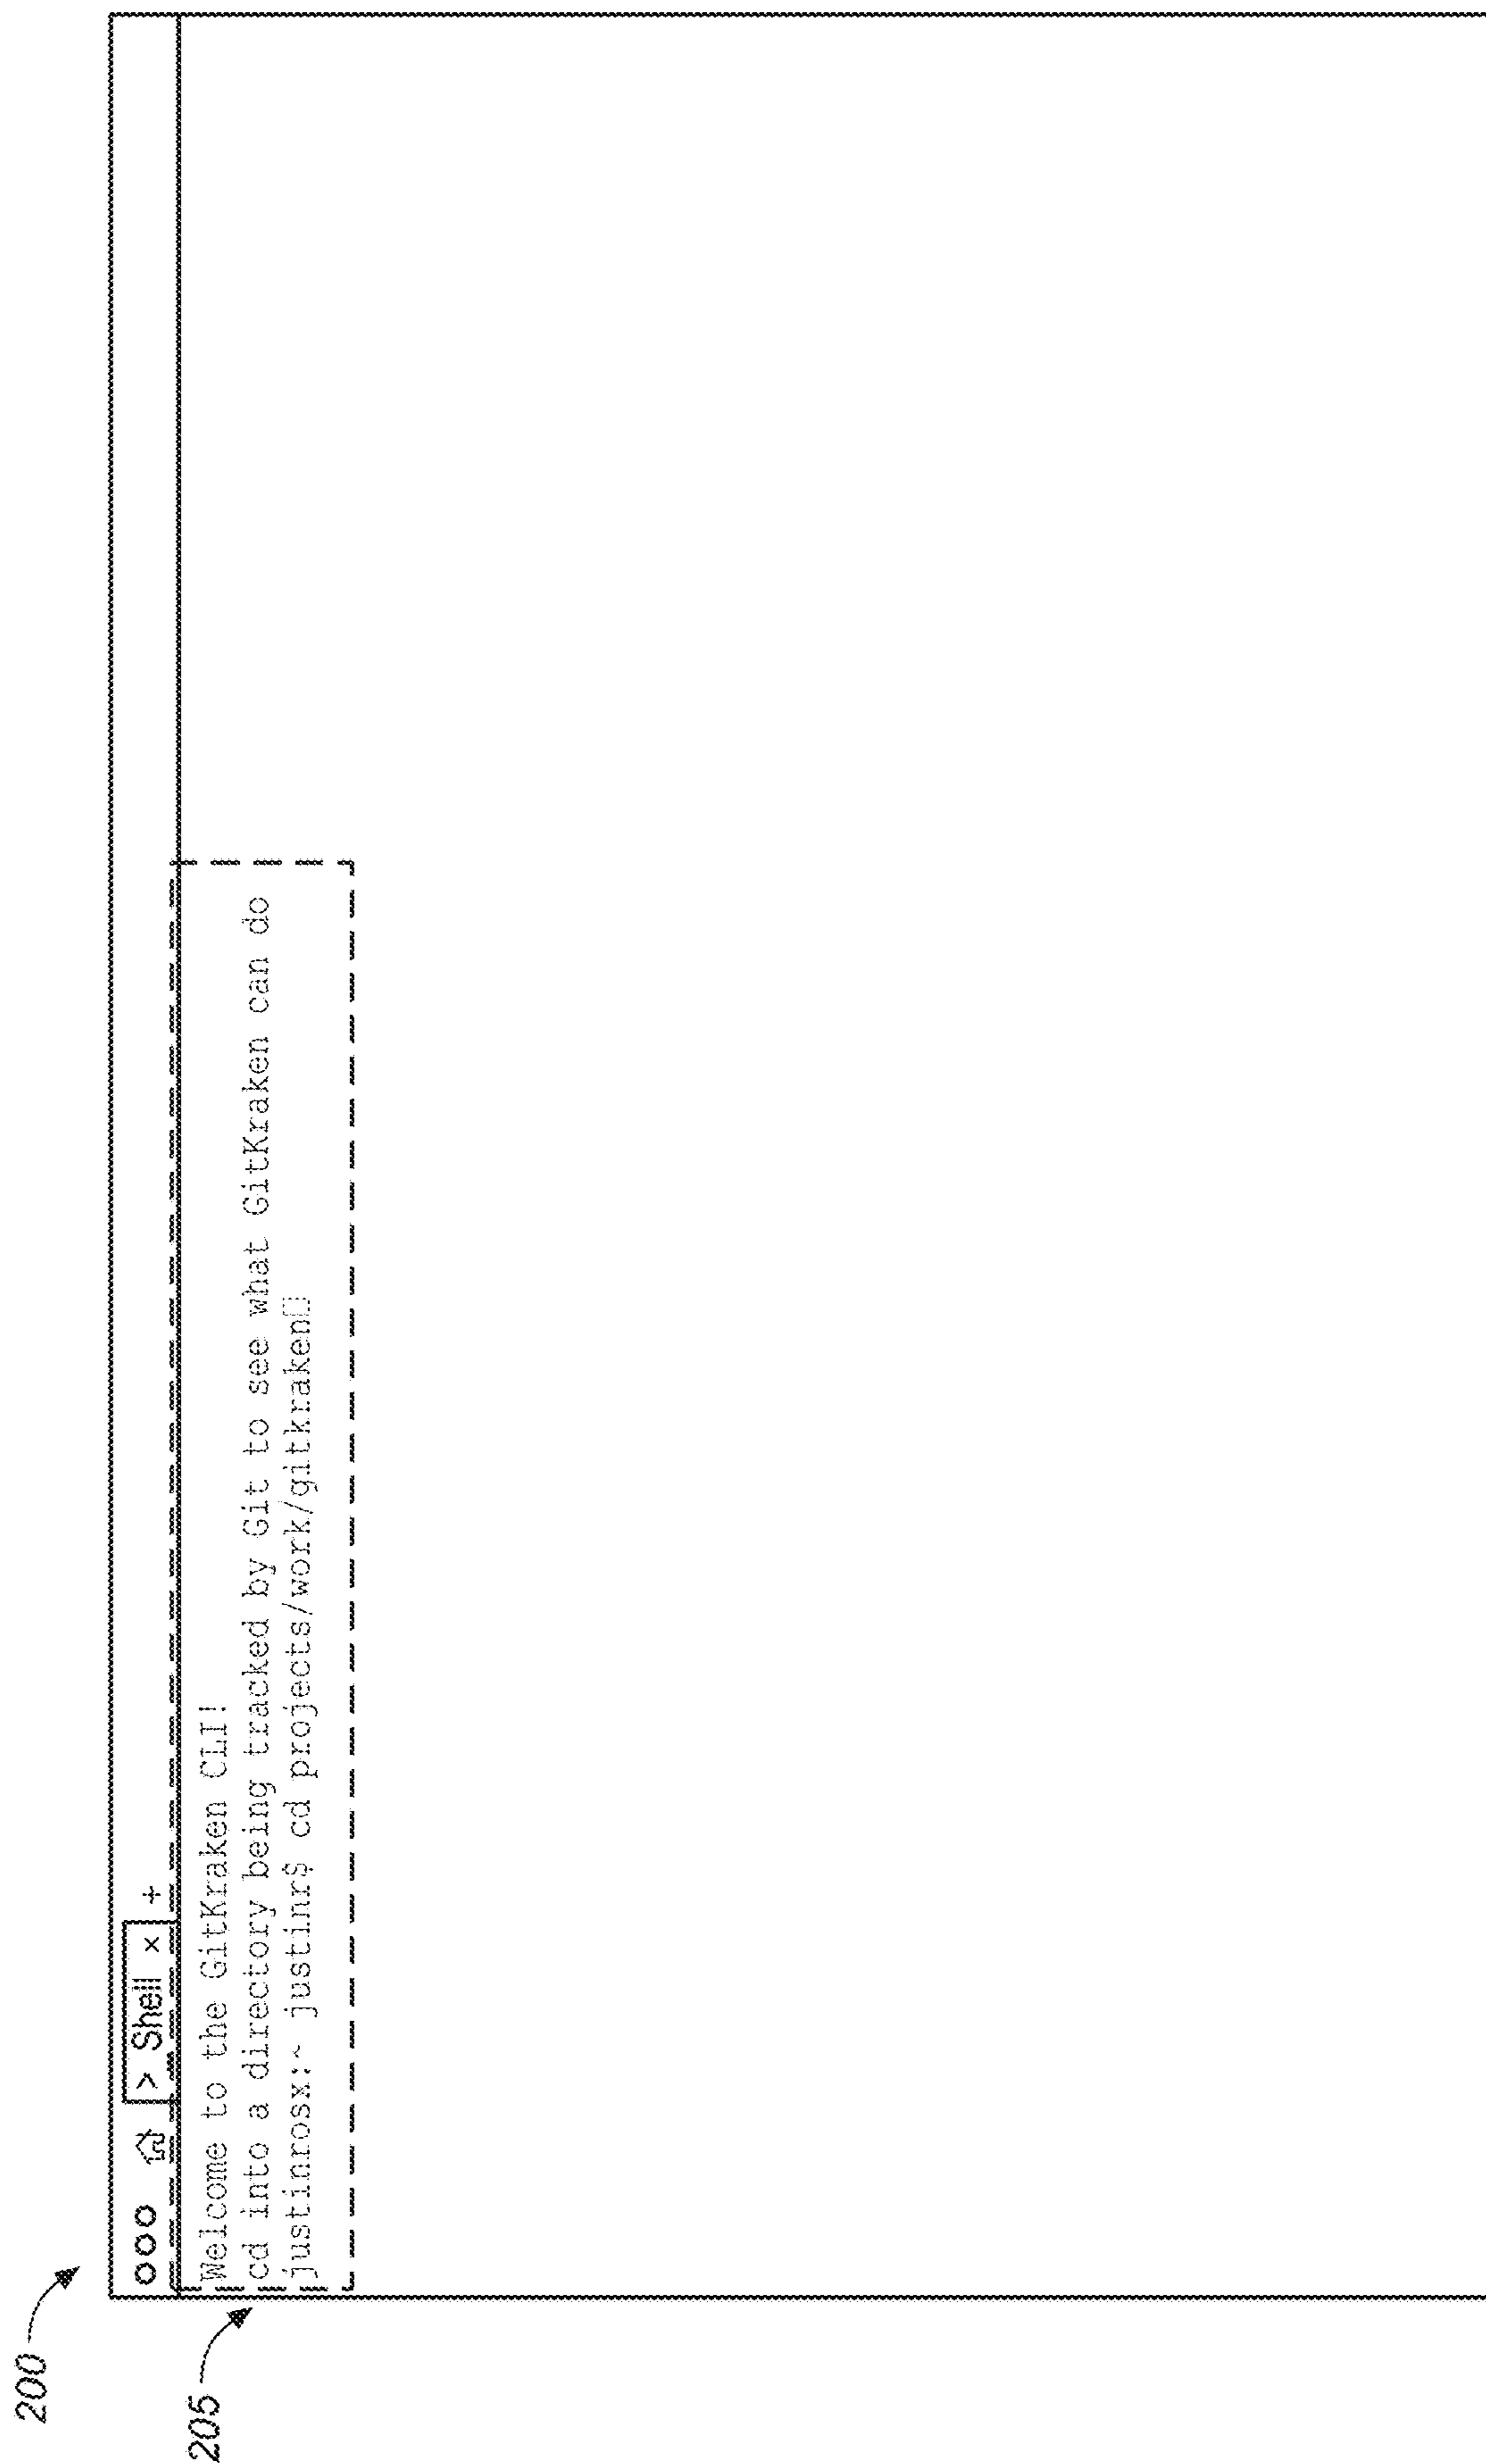 200
> Shell × +
205
Welcome to the GitKraken CLI!
cd into a directory being tracked by Git to see what GitKraken can do
justinrosx:~ justinr$ cd projects/work/gitkraken